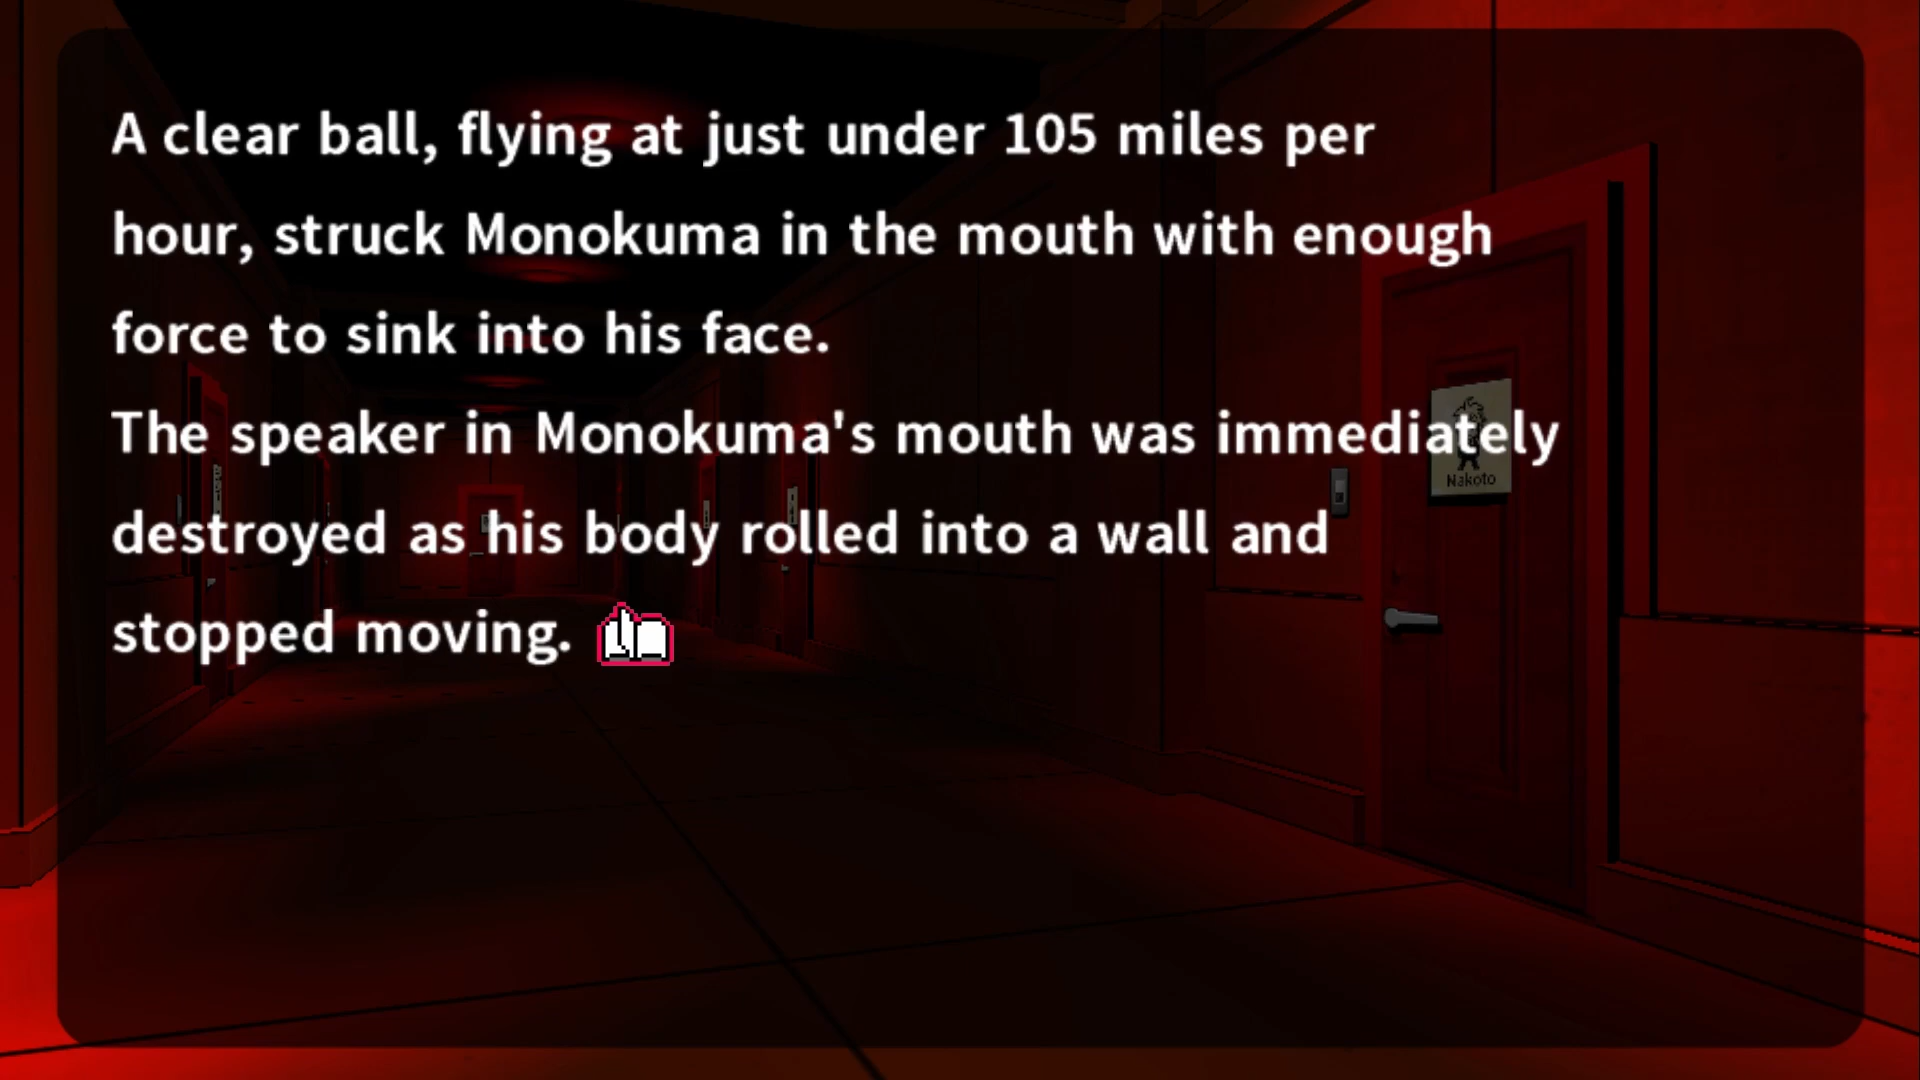 A clear ball, flying at just under 105 miles per
hour, struck Monokuma in the mouth with enough
force to sink into his face.
The speaker in Monokuma's mouth was immediately
destroyed as his body rolled into a wall and
stopped moving.
Nakoto